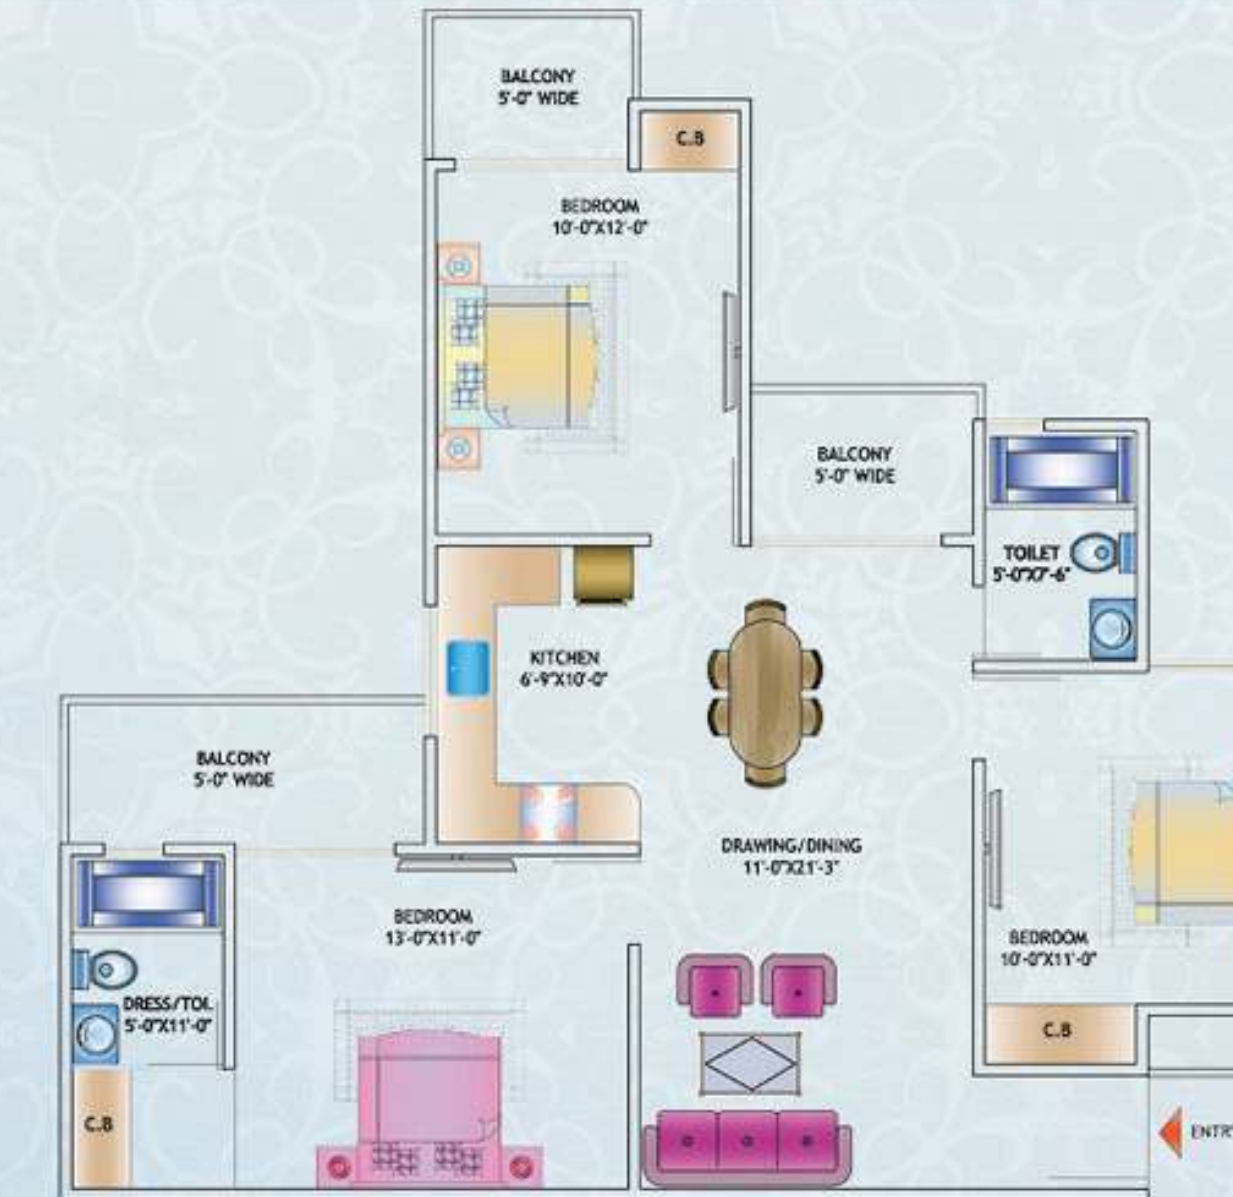 BALCONY
5'-0" WIDE
C.B
BEDROOM
10'-0"X12'-0"
BALCONY
5'-0" WIDE
TOILET
5'-0"X7'-6"
KITCHEN
6'-9"X10'-0"
BALCONY
5'-0" WIDE
DRAWING/DINING
11'-0"X21'-3"
BEDROOM
13'-0"X11'-0"
BEDROOM
10'-0"X11'-0"
DRESS/TOI.
5'-0"X11'-0"
C.B
C.B
ENTRY